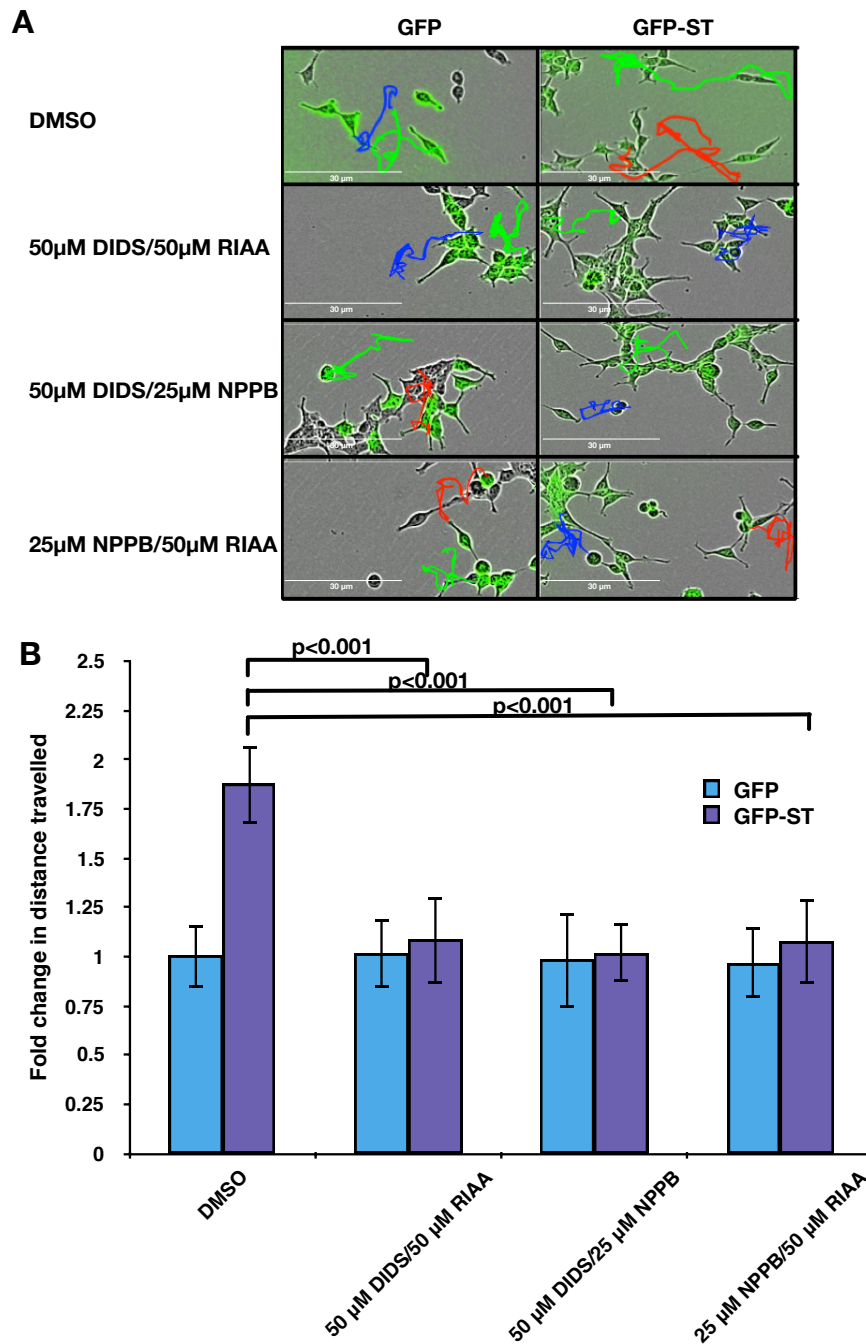 A
GFP GFP-ST
DMSO
30 µm 30 µm
50µM DIDS/50µM RIAA
30 µm 30 µm
50µM DIDS/25µM NPPB
30 µm 30 µm
25µM NPPB/50µM RIAA
30 µm 30 µm
B
p<0.001
p<0.001
p<0.001
2.5
2.25
2
1.75
1.5
1.25
1
0.75
0.5
0.25
0
Fold change in distance travelled
GFP
GFP-ST
DMSO
50 µM DIDS/50 µM RIAA
50 µM DIDS/25 µM NPPB
25 µM NPPB/50 µM RIAA